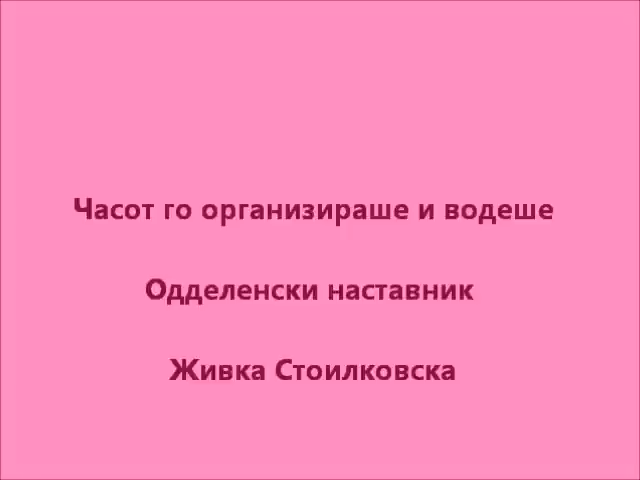 Часот го организираше и водеше
Одделенски наставник
Живка Стоилковска